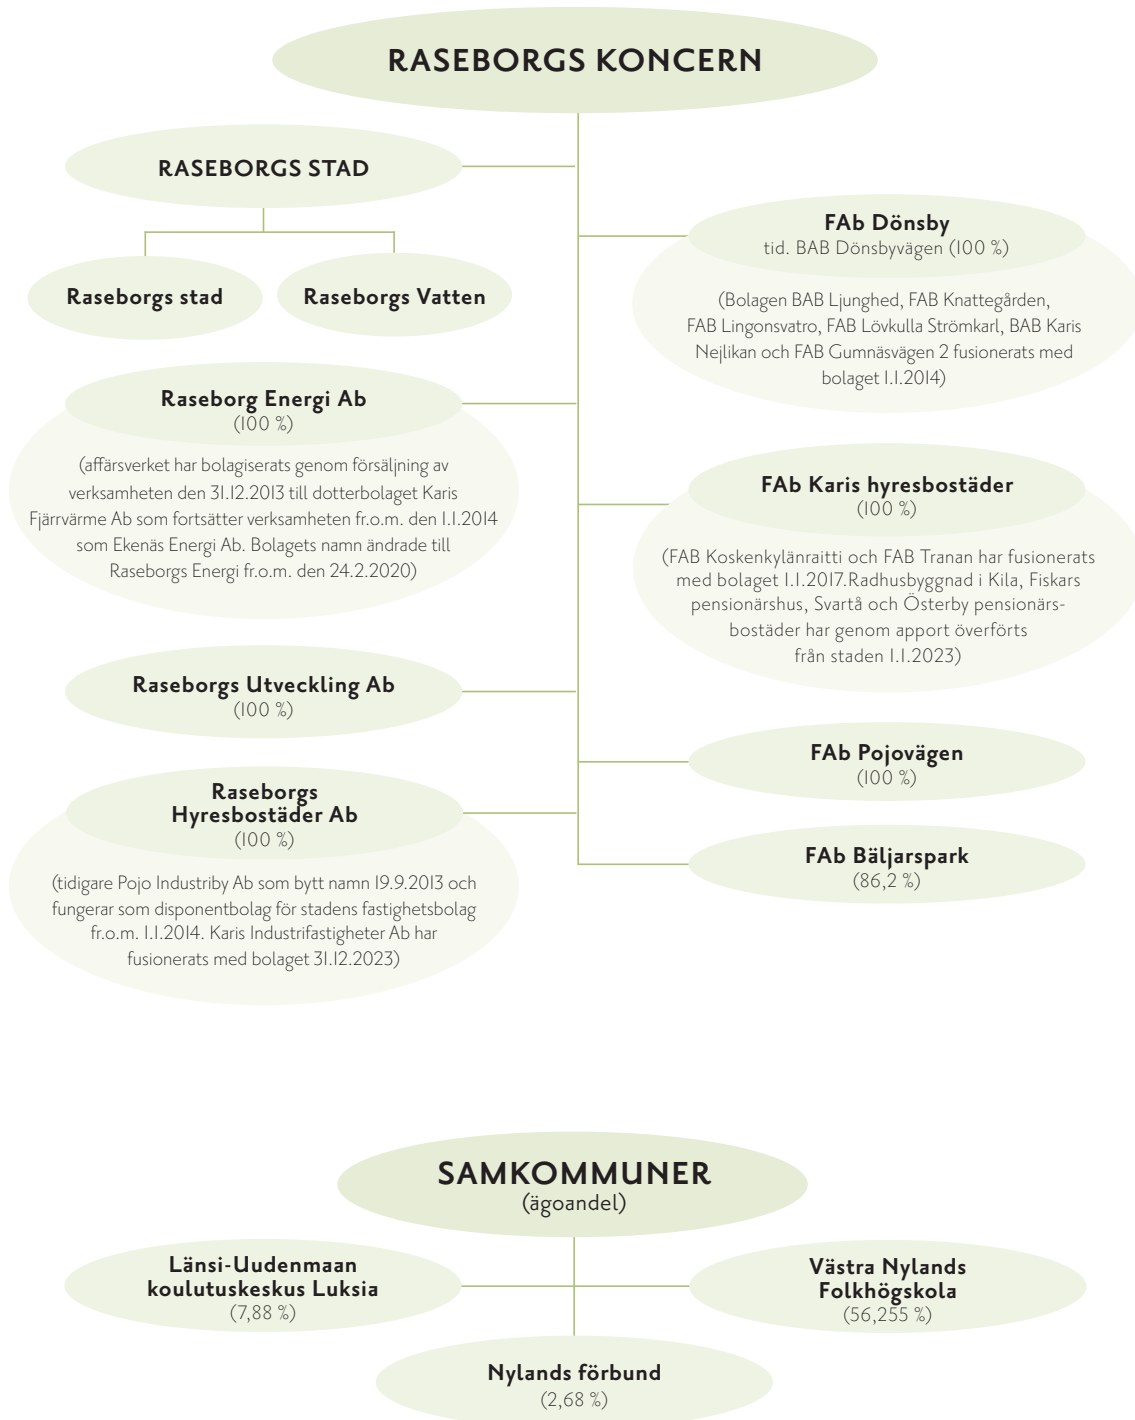 RASEBORGS KONCERN
RASEBORGS STAD
Raseborgs stad
Raseborgs Vatten
Raseborg Energi Ab
(100 %)
(affärsverket har bolagiserats genom försäljning av
verksamheten den 31.12.2013 till dotterbolaget Karis
Fjärrvärme Ab som fortsätter verksamheten fr.o.m. den 1.1.2014
som Ekenäs Energi Ab. Bolagets namn ändrade till
Raseborgs Energi fr.o.m. den 24.2.2020)
Raseborgs Utveckling Ab
(100 %)
Raseborgs
Hyresbostäder Ab
(100 %)
(tidigare Pojo Industriby Ab som bytt namn 19.9.2013 och
fungerar som disponentbolag för stadens fastighetsbolag
fr.o.m. 1.1.2014. Karis Industrifastigheter Ab har
fusionerats med bolaget 31.12.2023)
FAb Dönsby
tid. BAB Dönsbyvägen (100 %)
(Bolagen BAB Ljunghed, FAB Knattegården,
FAB Lingonsvatro, FAB Lövkulla Strömkarl, BAB Karis
Nejlikan och FAB Gumnäsvägen 2 fusionerats med
bolaget 1.1.2014)
FAb Karis hyresbostäder
(100 %)
(FAB Koskenkylänraitti och FAB Tranan har fusionerats
med bolaget 1.1.2017.Radhusbyggnad i Kila, Fiskars
pensionärshus, Svartå och Österby pensionärs-
bostäder har genom apport överförts
från staden 1.1.2023)
FAb Pojovägen
(100 %)
FAb Bäljarspark
(86,2 %)
SAMKOMMUNER
(ägoandel)
Länsi-Uudenmaan
koulutuskeskus Luksia
(7,88 %)
Västra Nylands
Folkhögskola
(56,255 %)
Nylands förbund
(2,68 %)